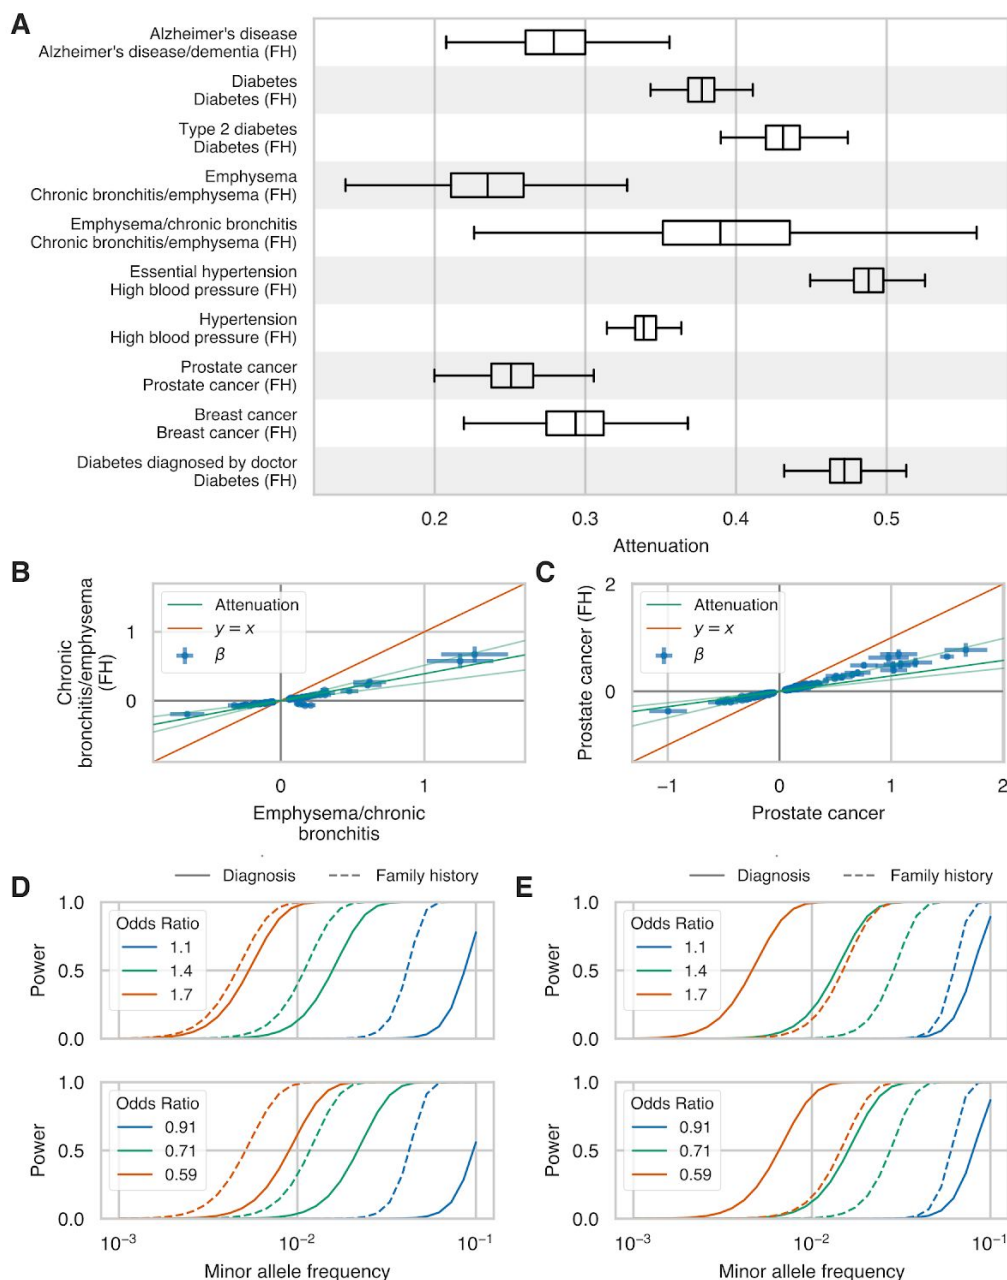 A
Alzheimer's disease
Alzheimer's disease/dementia (FH)
Diabetes
Diabetes (FH)
Type 2 diabetes
Diabetes (FH)
Emphysema
Chronic bronchitis/emphysema (FH)
Emphysema/chronic bronchitis
Chronic bronchitis/emphysema (FH)
Essential hypertension
High blood pressure (FH)
Hypertension
High blood pressure (FH)
Prostate cancer
Prostate cancer (FH)
Breast cancer
Breast cancer (FH)
Diabetes diagnosed by doctor
Diabetes (FH)
0.2 0.3 0.4 0.5
Attenuation
B
Chronic
bronchitis/emphysema
(FH)
Attenuation
y = x
β
1
0
0 1
Emphysema/chronic
bronchitis
C
Prostate cancer (FH)
Attenuation
y = x
β
2
0
−1 0 1 2
Prostate cancer
D
Diagnosis Family history
Power
1.0
0.5
0.0
Odds Ratio
1.1
1.4
1.7
Power
1.0
0.5
0.0
Odds Ratio
0.91
0.71
0.59
10⁻³ 10⁻² 10⁻¹
Minor allele frequency
E
Diagnosis Family history
Power
1.0
0.5
0.0
Odds Ratio
1.1
1.4
1.7
Power
1.0
0.5
0.0
Odds Ratio
0.91
0.71
0.59
10⁻³ 10⁻² 10⁻¹
Minor allele frequency